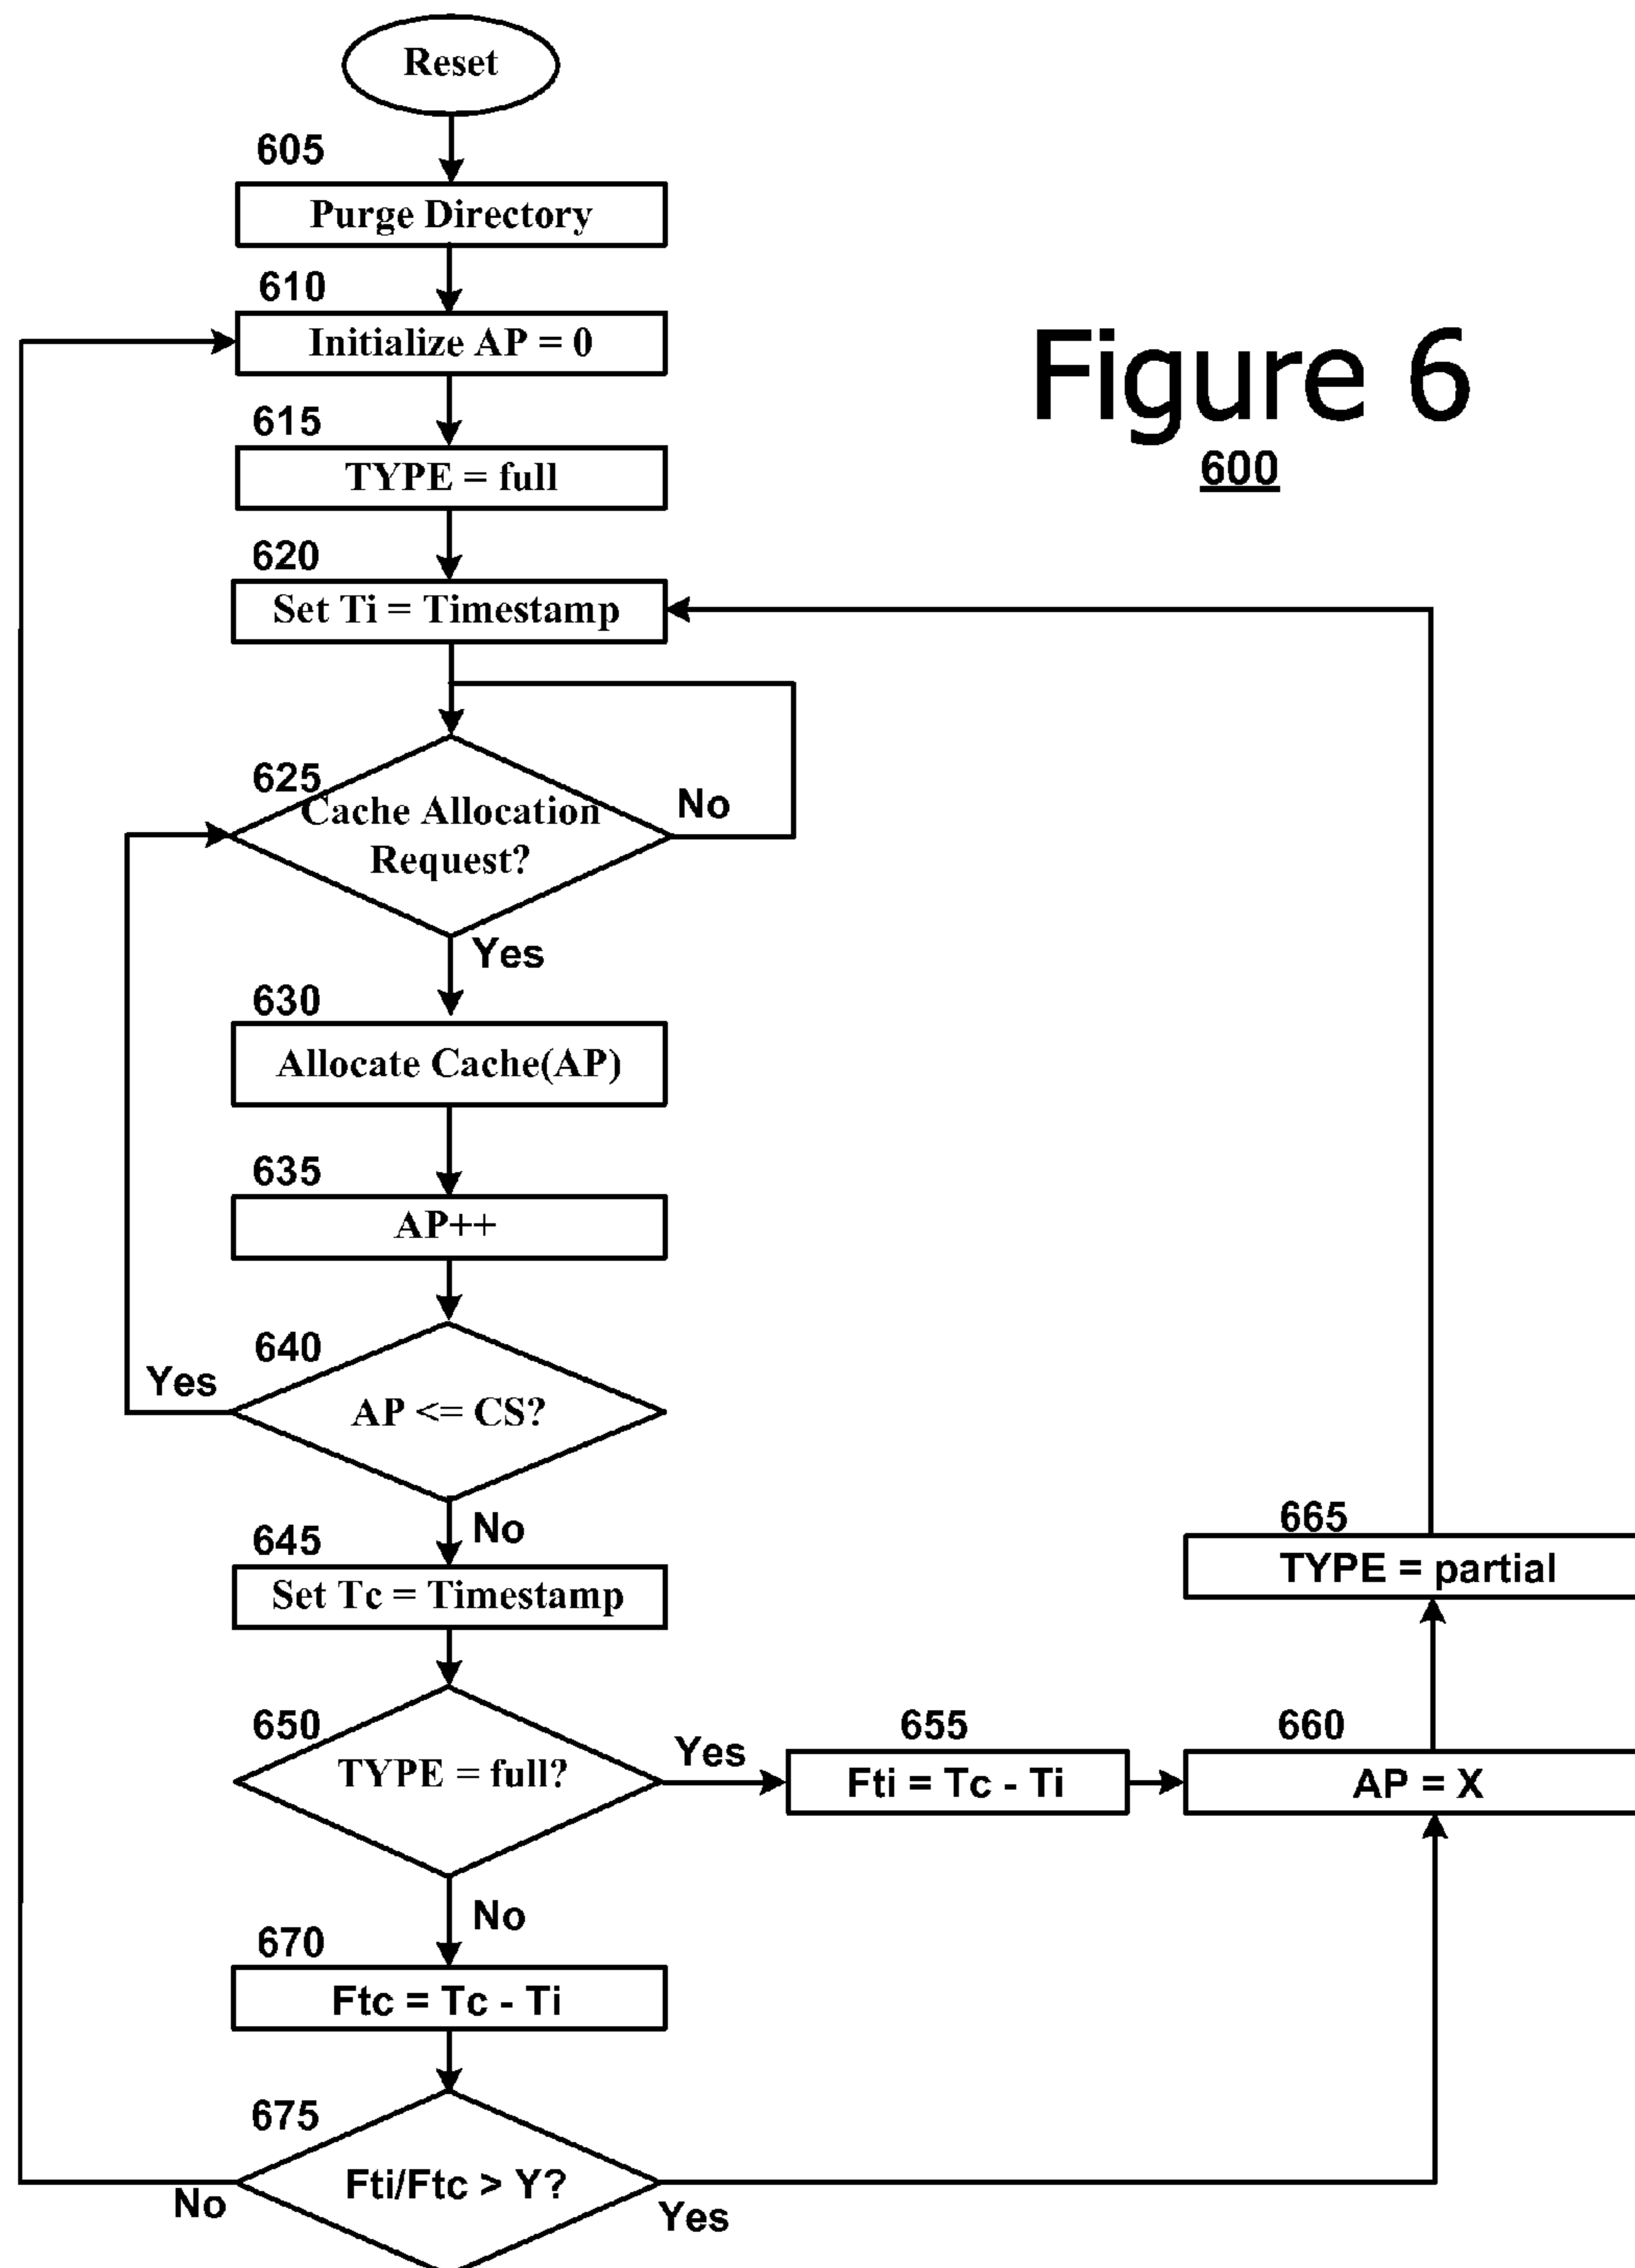 Reset
605
Purge Directory
610
Initialize AP = 0
Figure 6
600
615
TYPE = full
620
Set Ti = Timestamp
625
Cache Allocation
Request?
No
Yes
630
Allocate Cache(AP)
635
AP++
640
AP <= CS?
Yes
No
645
Set Tc = Timestamp
650
TYPE = full?
Yes
655
Fti = Tc - Ti
660
AP = X
665
TYPE = partial
No
670
Ftc = Tc - Ti
675
Fti/Ftc > Y?
No
Yes